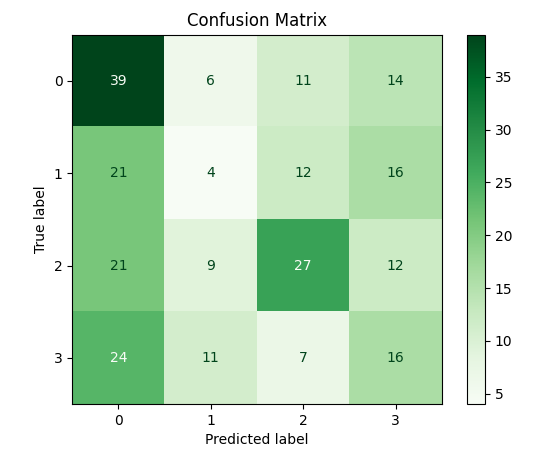 Confusion Matrix
0 39 6 11 14
1 21 4 12 16
2 21 9 27 12
3 24 11 7 16
0 1 2 3
Predicted label
True label
35
30
25
20
15
10
5